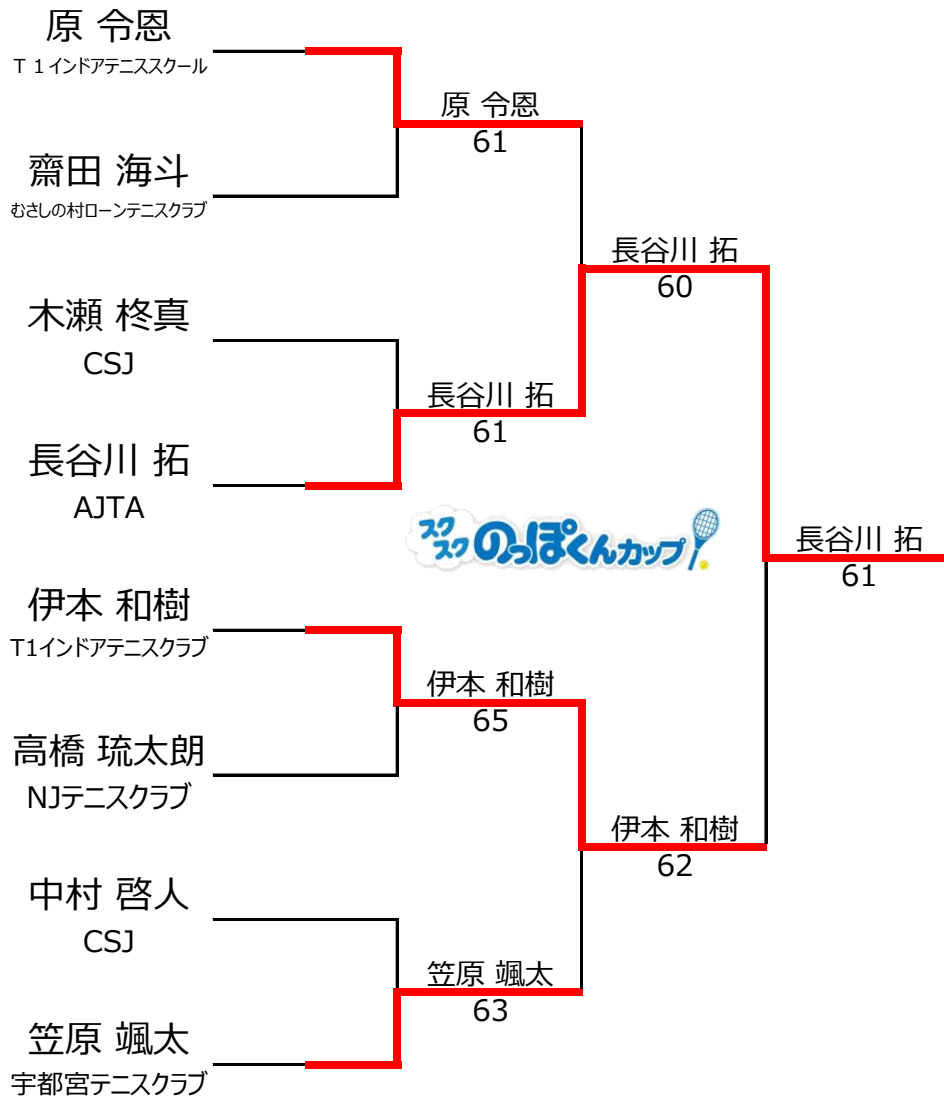 原 令恩
T 1インドアテニススクール
原 令恩
61
齋田 海斗
むさしの村ローンテニスクラブ
長谷川 拓
60
木瀬 柊真
CSJ
長谷川 拓
61
長谷川 拓
AJTA
スク
スク のっぽくんカップ
長谷川 拓
61
伊本 和樹
T1インドアテニスクラブ
伊本 和樹
65
高橋 琉太朗
NJテニスクラブ
伊本 和樹
62
中村 啓人
CSJ
笠原 颯太
63
笠原 颯太
宇都宮テニスクラブ